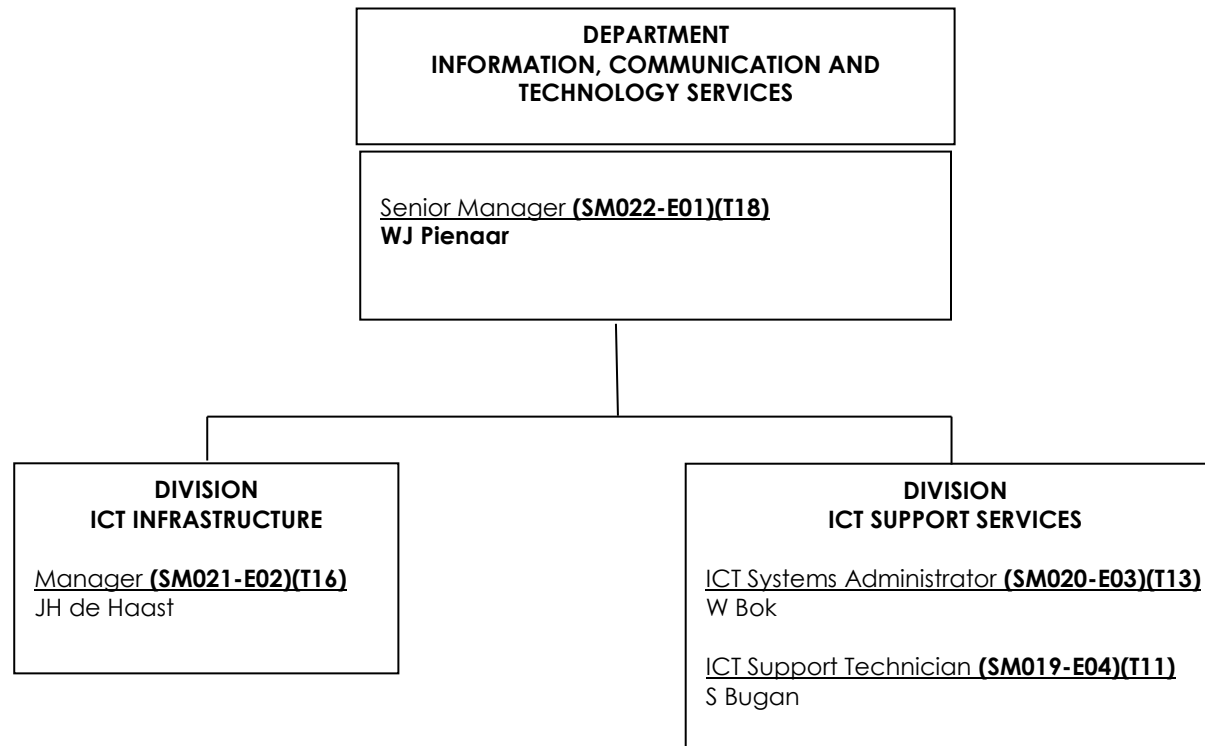 DEPARTMENT
INFORMATION, COMMUNICATION AND
TECHNOLOGY SERVICES
Senior Manager (SM022-E01)(T18)
WJ Pienaar
DIVISION
ICT INFRASTRUCTURE
Manager (SM021-E02)(T16)
JH de Haast
DIVISION
ICT SUPPORT SERVICES
ICT Systems Administrator (SM020-E03)(T13)
W Bok
ICT Support Technician (SM019-E04)(T11)
S Bugan